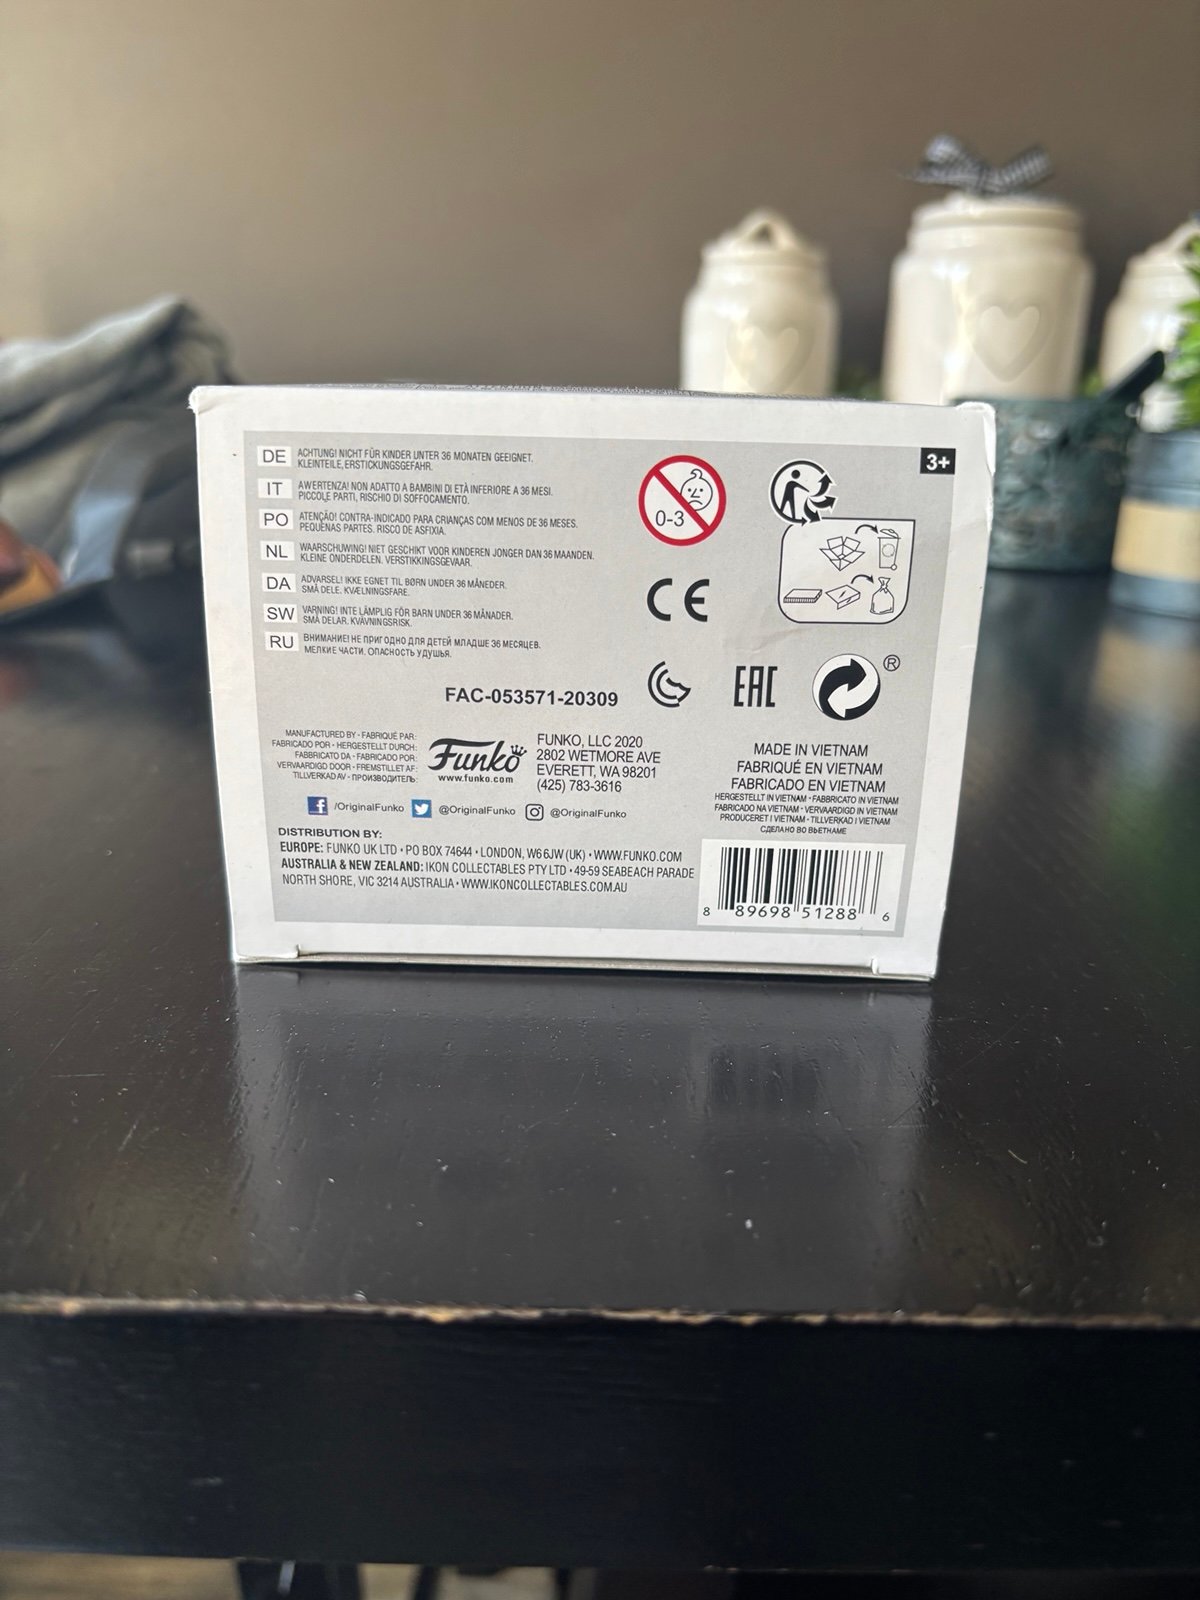 DE ACHTUNG! NICHT FÜR KINDER UNTER 36 MONATEN GEEIGNET.
KLEINTEILE, ERSTICKUNGSGEFAHR.
IT AWERTENZA! NON ADATTO A BAMBINI DI ETÀ INFERIORE A 36 MESI.
PICCOLE PARTI, RISCHIO DI SOFFOCAMENTO.
PO ATENÇÃO! CONTRA-INDICADO PARA CRIANÇAS COM MENOS DE 36 MESES.
PEQUENAS PARTES. RISCO DE ASFIXIA.
NL WAARSCHUWING! NIET GESCHIKT VOOR KINDEREN JONGER DAN 36 MAANDEN.
KLEINE ONDERDELEN. VERSTIKKINGSGEVAAR.
DA ADVARSEL! IKKE EGNET TIL BØRN UNDER 36 MÅNEDER.
SMÅ DELE. KVÆLNINGSFARE.
SW VARNING! INTE LÄMPLIG FÖR BARN UNDER 36 MÅNADER.
SMÅ DELAR. KVÄVNINGSRISK.
RU ВНИМАНИЕ! НЕ ПРИГОДНО ДЛЯ ДЕТЕЙ МЛАДШЕ 36 МЕСЯЦЕВ.
МЕЛКИЕ ЧАСТИ. ОПАСНОСТЬ УДУШЬЯ.
0-3
3+
CE
FAC-053571-20309
EAC
®
MANUFACTURED BY • FABRIQUÉ PAR:
FABRICADO POR • HERGESTELLT DURCH:
FABBRICATO DA • FABRICADO POR:
VERVAARDIGD DOOR • FREMSTILLET AF:
TILLVERKAD AV • ПРОИЗВОДИТЕЛЬ:
Funko
www.funko.com
FUNKO, LLC 2020
2802 WETMORE AVE
EVERETT, WA 98201
(425) 783-3616
/OriginalFunko @OriginalFunko @OriginalFunko
MADE IN VIETNAM
FABRIQUÉ EN VIETNAM
FABRICADO EN VIETNAM
HERGESTELLT IN VIETNAM • FABBRICATO IN VIETNAM
FABRICADO NA VIETNAM • VERVAARDIGD IN VIETNAM
PRODUCERET I VIETNAM • TILLVERKAD I VIETNAM
СДЕЛАНО ВО ВЬЕТНАМЕ
DISTRIBUTION BY:
EUROPE: FUNKO UK LTD • PO BOX 74644 • LONDON, W6 6JW (UK) • WWW.FUNKO.COM
AUSTRALIA & NEW ZEALAND: IKON COLLECTABLES PTY LTD • 49-59 SEABEACH PARADE
NORTH SHORE, VIC 3214 AUSTRALIA • WWW.IKONCOLLECTABLES.COM.AU
8 89698 51288 6